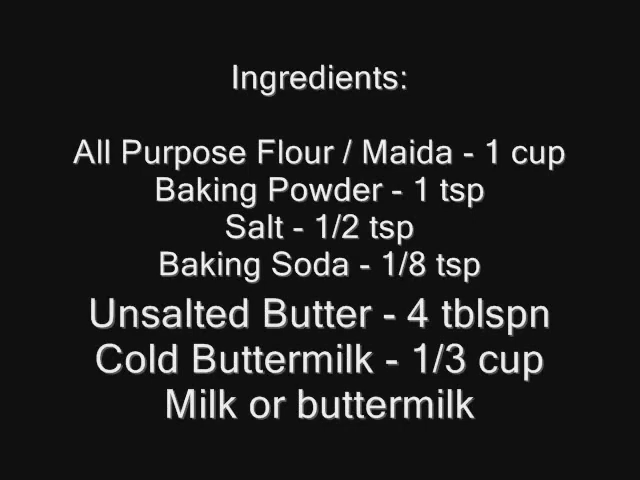 Ingredients:
All Purpose Flour / Maida - 1 cup
Baking Powder - 1 tsp
Salt - 1/2 tsp
Baking Soda - 1/8 tsp
Unsalted Butter - 4 tblspn
Cold Buttermilk - 1/3 cup
Milk or buttermilk